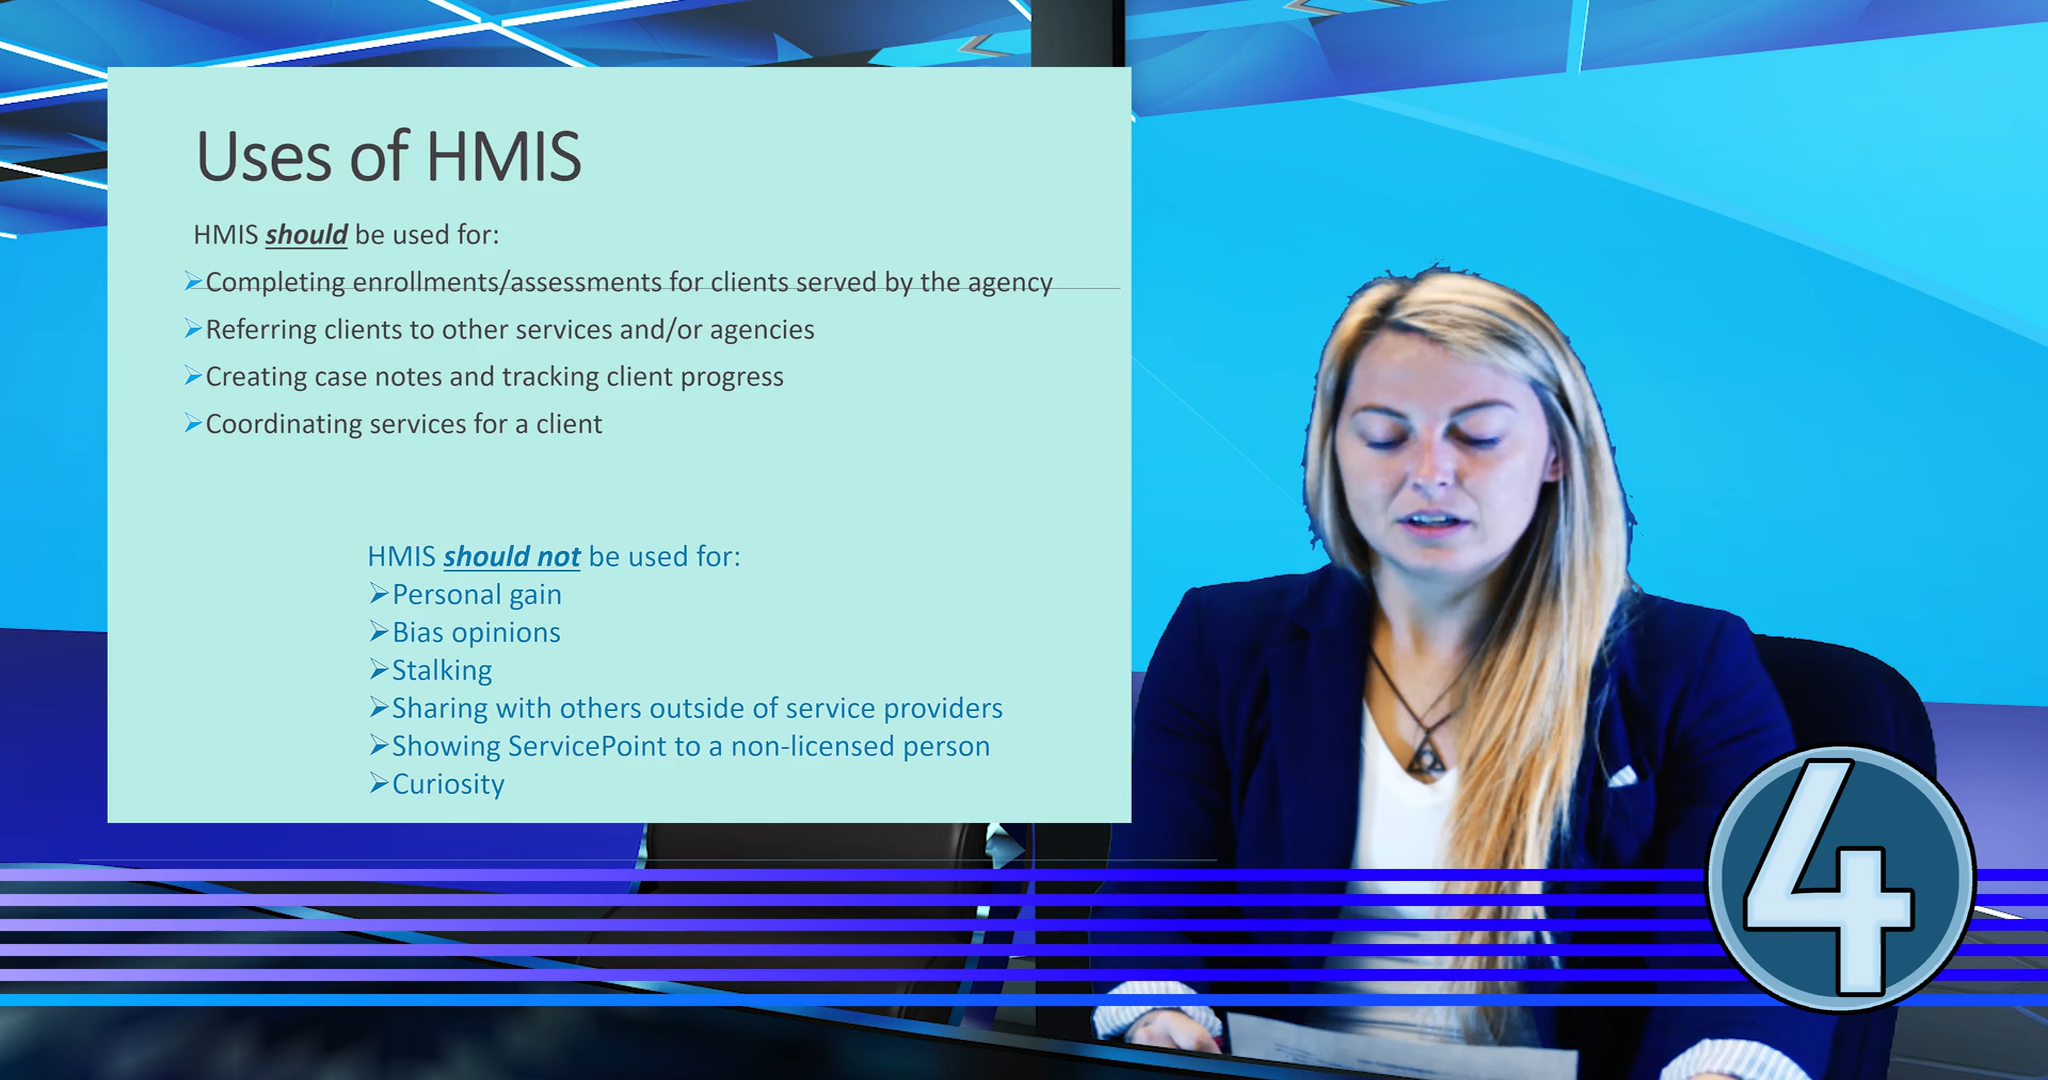 Uses of HMIS
HMIS should be used for:
➢Completing enrollments/assessments for clients served by the agency
➢Referring clients to other services and/or agencies
➢Creating case notes and tracking client progress
➢Coordinating services for a client
HMIS should not be used for:
➢Personal gain
➢Bias opinions
➢Stalking
➢Sharing with others outside of service providers
➢Showing ServicePoint to a non-licensed person
➢Curiosity
4